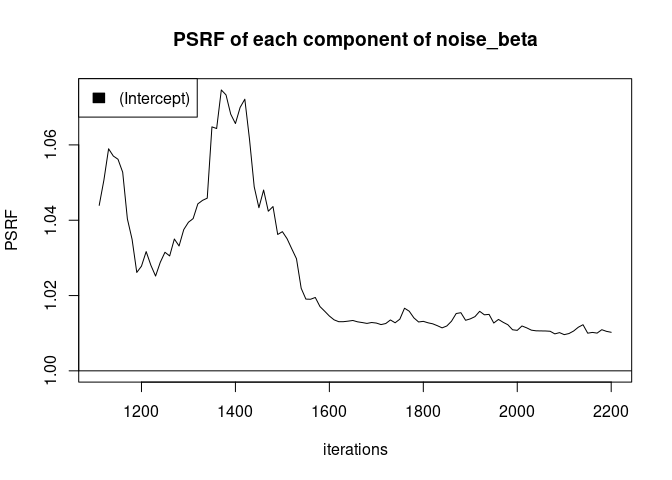 PSRF of each component of noise_beta
(Intercept)
PSRF
1.06
1.04
1.02
1.00
1200 1400 1600 1800 2000 2200
iterations